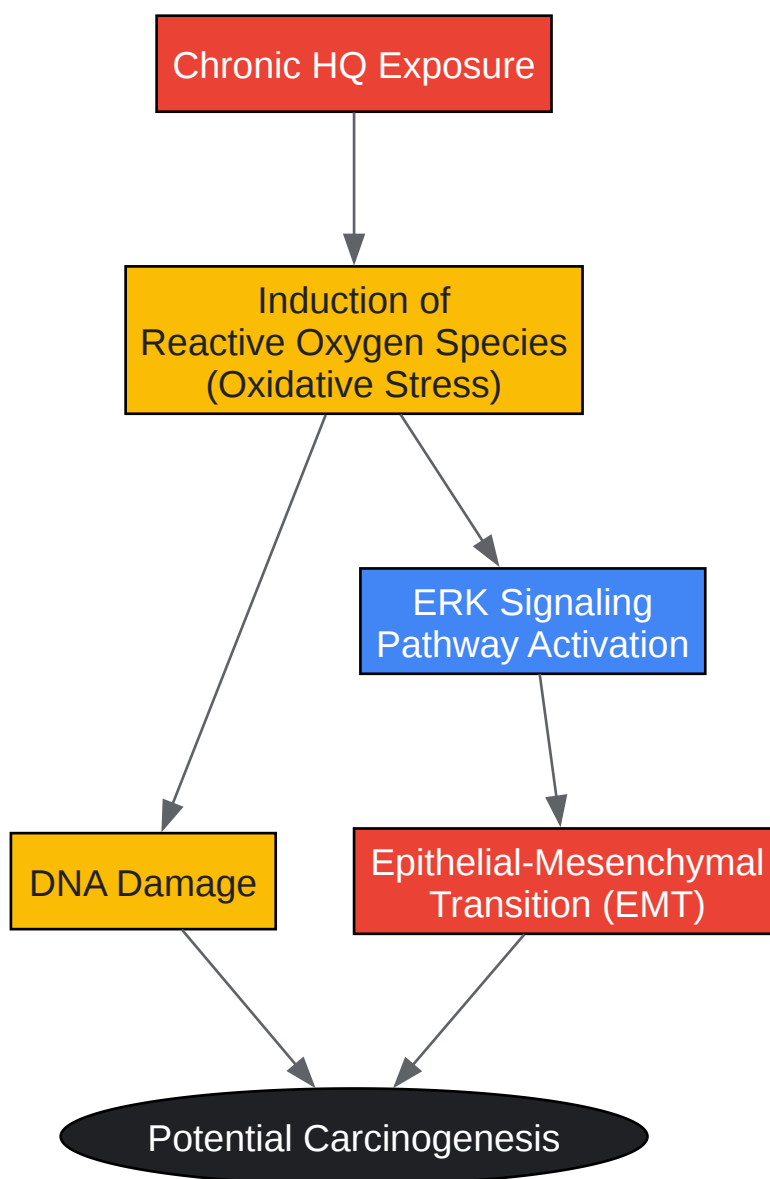 Chronic HQ Exposure
Induction of
Reactive Oxygen Species
(Oxidative Stress)
ERK Signaling
Pathway Activation
DNA Damage
Epithelial-Mesenchymal
Transition (EMT)
Potential Carcinogenesis